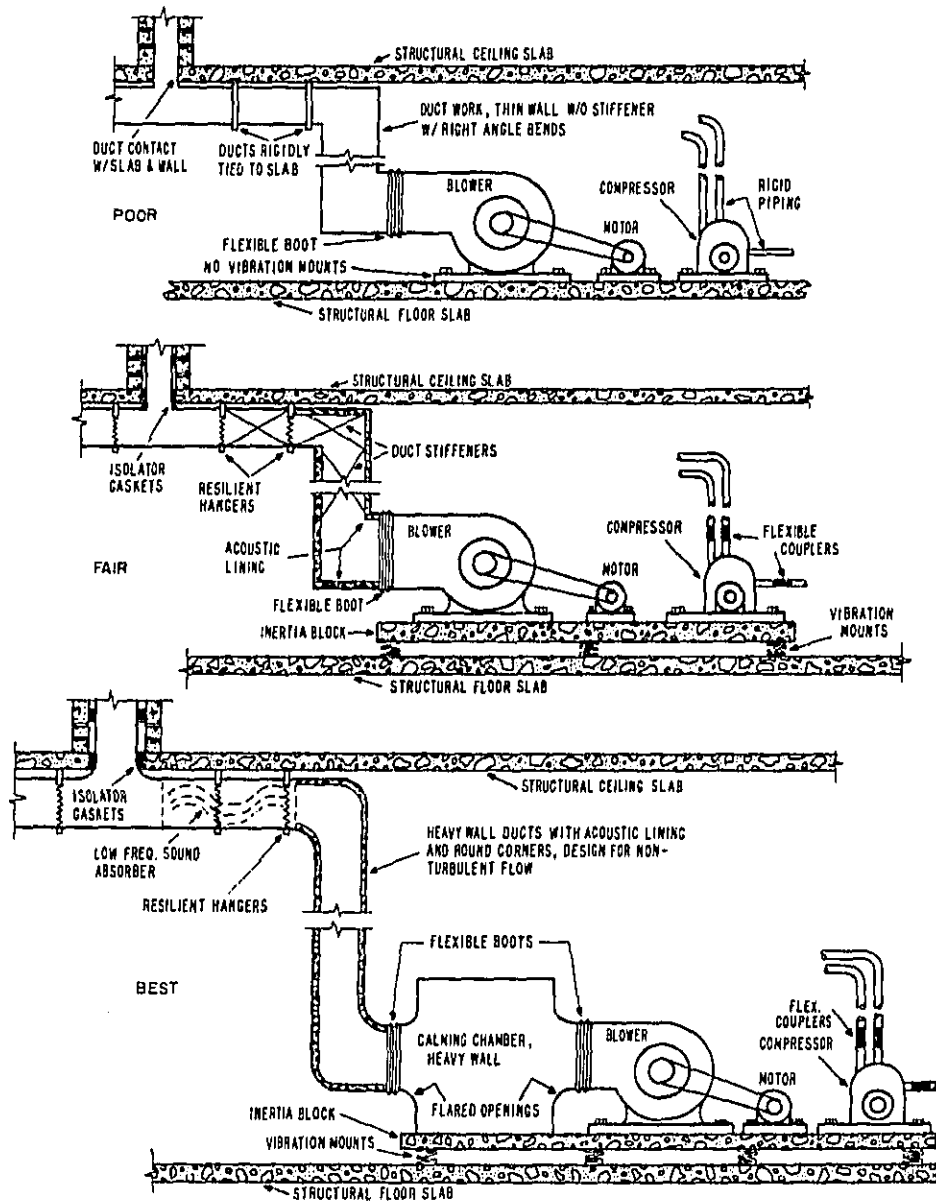 STRUCTURAL CEILING SLAB
DUCT WORK, THIN WALL W/O STIFFENER
W/ RIGHT ANGLE BENDS
DUCT CONTACT
W/SLAB & WALL
DUCTS RIGIDLY
TIED TO SLAB
BLOWER
COMPRESSOR
RIGID
PIPING
MOTOR
POOR
FLEXIBLE BOOT
NO VIBRATION MOUNTS
STRUCTURAL FLOOR SLAB
STRUCTURAL CEILING SLAB
DUCT STIFFENERS
ISOLATOR
GASKETS
RESILIENT
HANGERS
ACOUSTIC
LINING
BLOWER
COMPRESSOR
FLEXIBLE
COUPLERS
MOTOR
FAIR
FLEXIBLE BOOT
INERTIA BLOCK
VIBRATION
MOUNTS
STRUCTURAL FLOOR SLAB
STRUCTURAL CEILING SLAB
ISOLATOR
GASKETS
LOW FREQ. SOUND
ABSORBER
HEAVY WALL DUCTS WITH ACOUSTIC LINING
AND ROUND CORNERS, DESIGN FOR NON-
TURBULENT FLOW
RESILIENT HANGERS
FLEXIBLE BOOTS
BEST
FLEX.
COUPLERS
COMPRESSOR
CALNING CHAMBER,
HEAVY WALL
BLOWER
MOTOR
FLARED OPENINGS
INERTIA BLOCK
VIBRATION MOUNTS
STRUCTURAL FLOOR SLAB